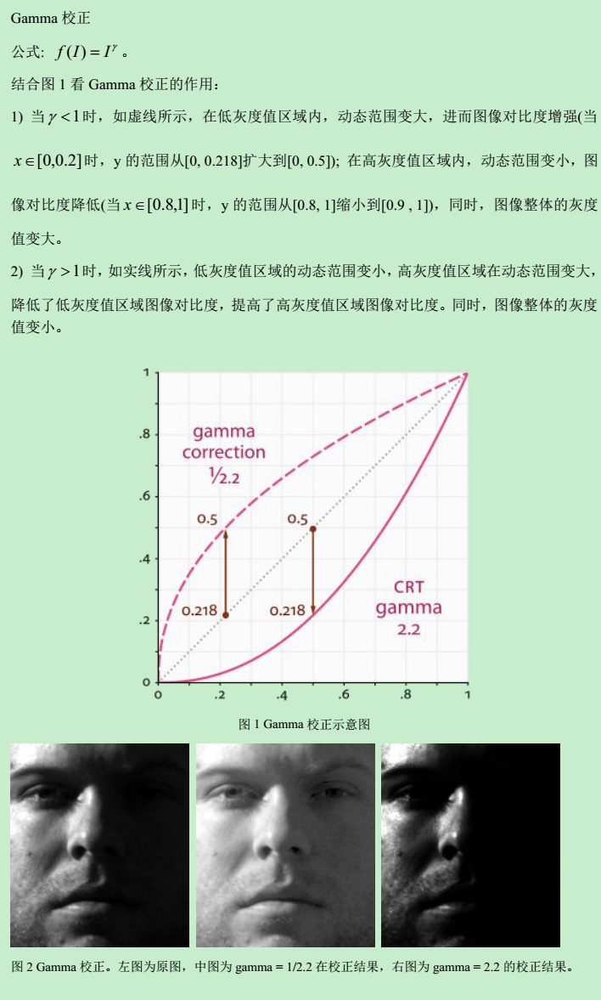 Gamma 校正
公式: f(I) = I^γ 。
结合图 1 看 Gamma 校正的作用：
1) 当 γ < 1 时，如虚线所示，在低灰度值区域内，动态范围变大，进而图像对比度增强(当
x ∈ [0,0.2] 时，y 的范围从[0, 0.218]扩大到[0, 0.5]); 在高灰度值区域内，动态范围变小，图
像对比度降低(当 x ∈ [0.8,1] 时，y 的范围从[0.8, 1]缩小到[0.9 , 1])，同时，图像整体的灰度
值变大。
2) 当 γ > 1 时，如实线所示，低灰度值区域的动态范围变小，高灰度值区域在动态范围变大，
降低了低灰度值区域图像对比度，提高了高灰度值区域图像对比度。同时，图像整体的灰度
值变小。
1
.8
gamma
correction
1/2.2
.6
0.5
0.5
.4
CRT
gamma
2.2
0.218
0.218
.2
0
0
.2
.4
.6
.8
1
图 1 Gamma 校正示意图
图 2 Gamma 校正。左图为原图，中图为 gamma = 1/2.2 在校正结果，右图为 gamma = 2.2 的校正结果。